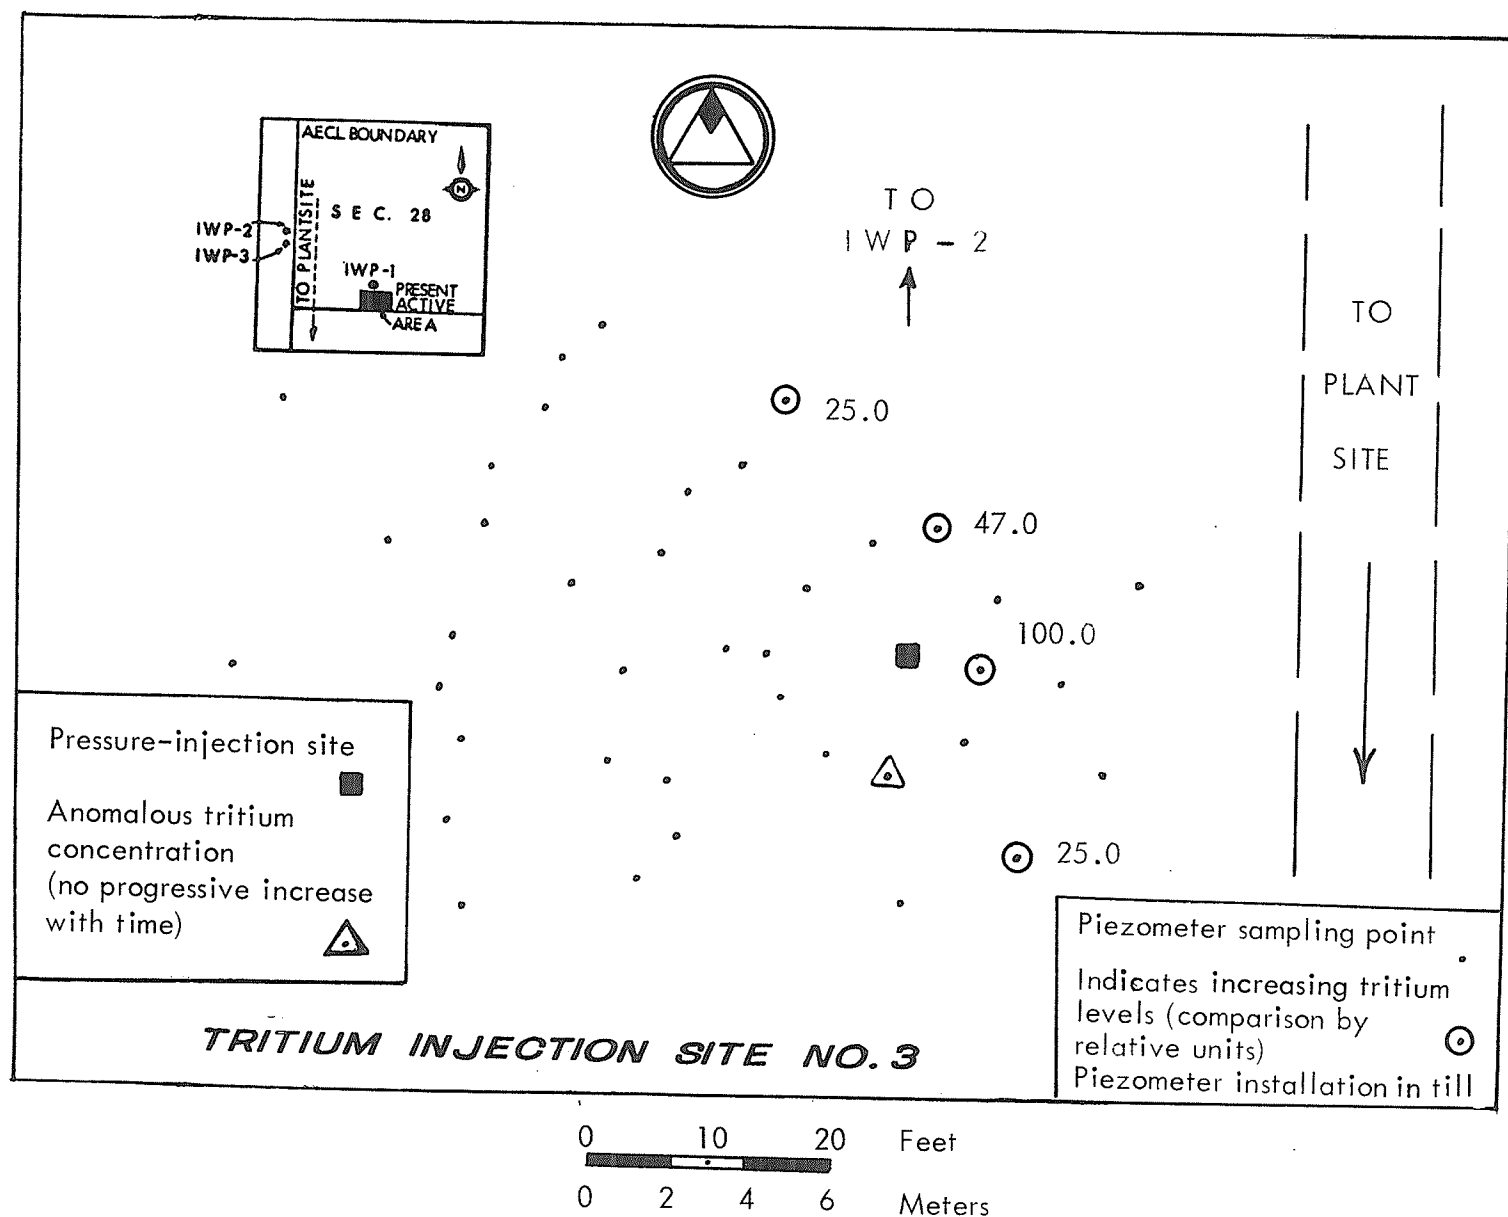 AECL BOUNDARY
N
SEC. 28
TO PLANTSITE
IWP-2
IWP-3
IWP-1
PRESENT
ACTIVE
AREA
TO
IWP-2
TO
PLANT
SITE
25.0
47.0
100.0
25.0
Pressure-injection site
Anomalous tritium
concentration
(no progressive increase
with time)
Piezometer sampling point
Indicates increasing tritium
levels (comparison by
relative units)
Piezometer installation in till
TRITIUM INJECTION SITE NO. 3
0 10 20 Feet
0 2 4 6 Meters